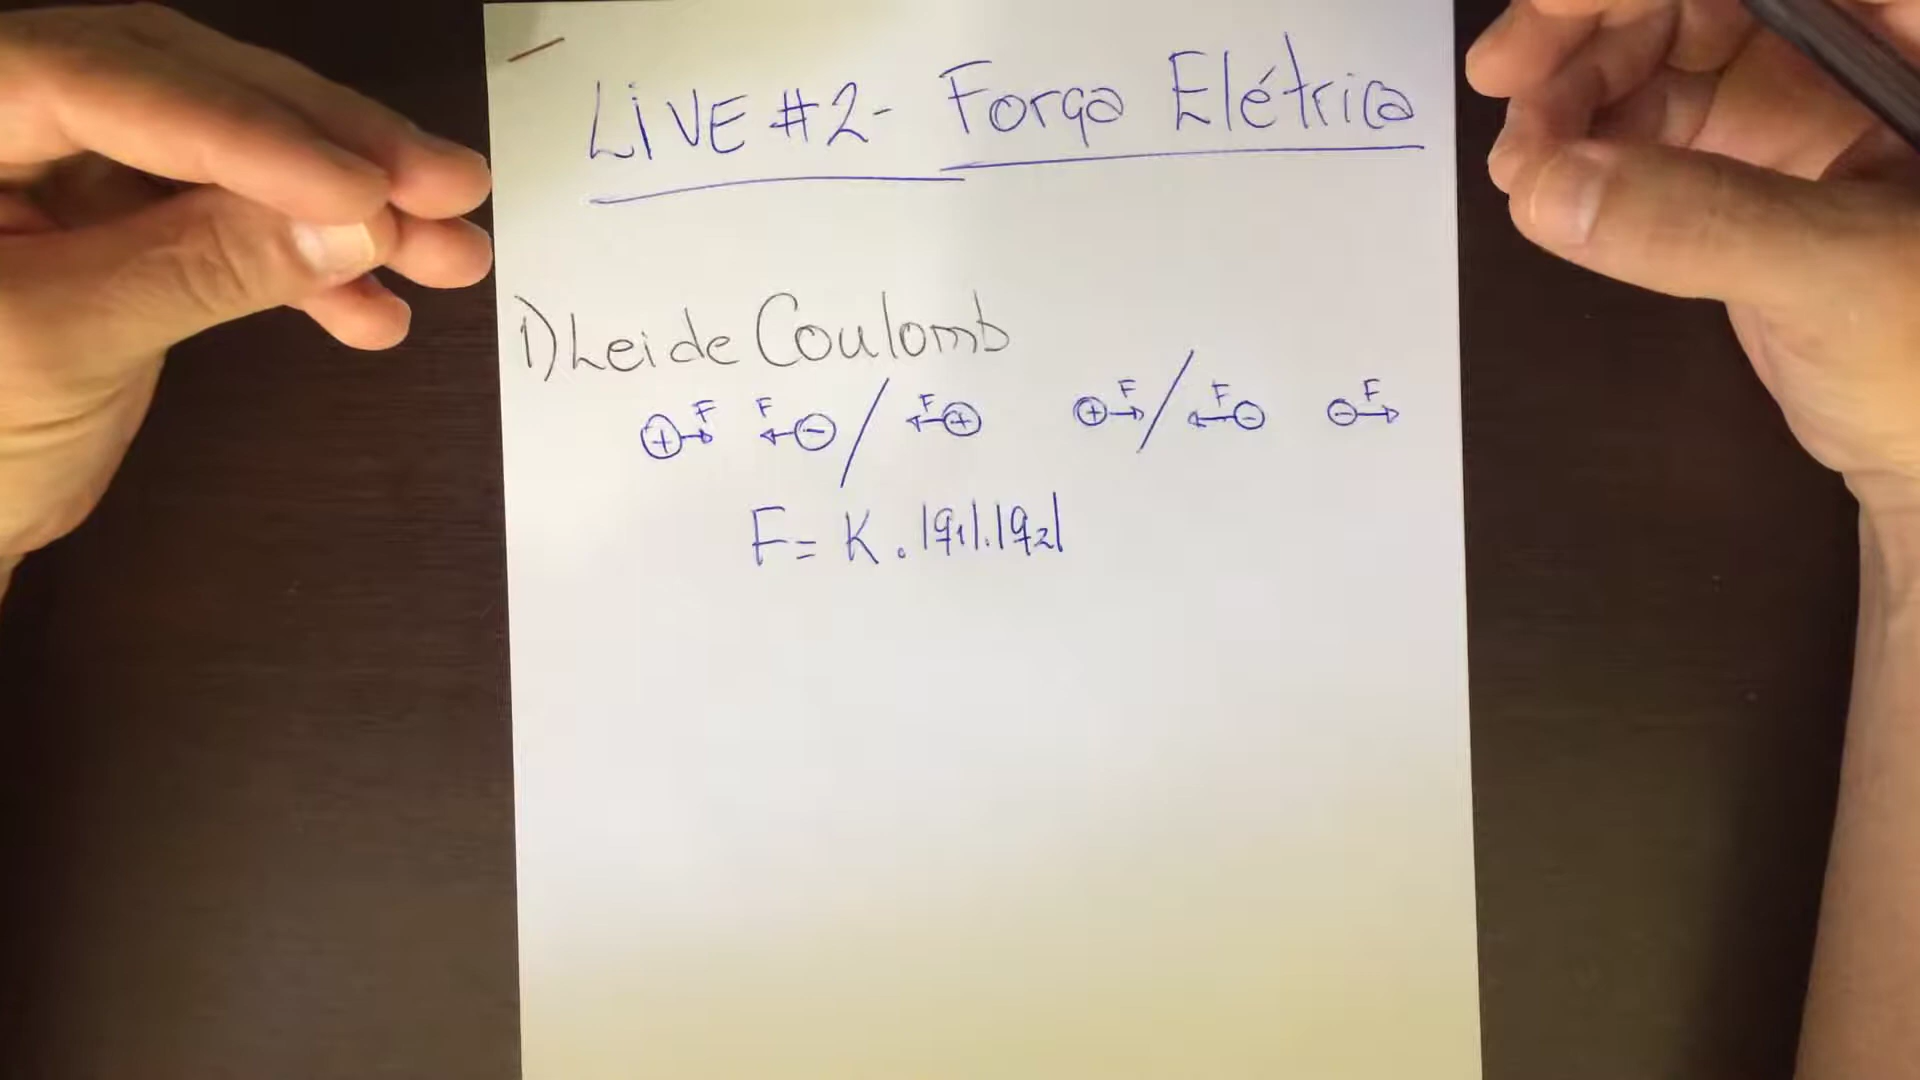 LiVE #2- Força Elétrica
1) Lei de Coulomb
⊕→ F F ←⊖ / F ←⊕ ⊕→ F / F ←⊖ ⊖→ F
F = K . |q1|.|q2|